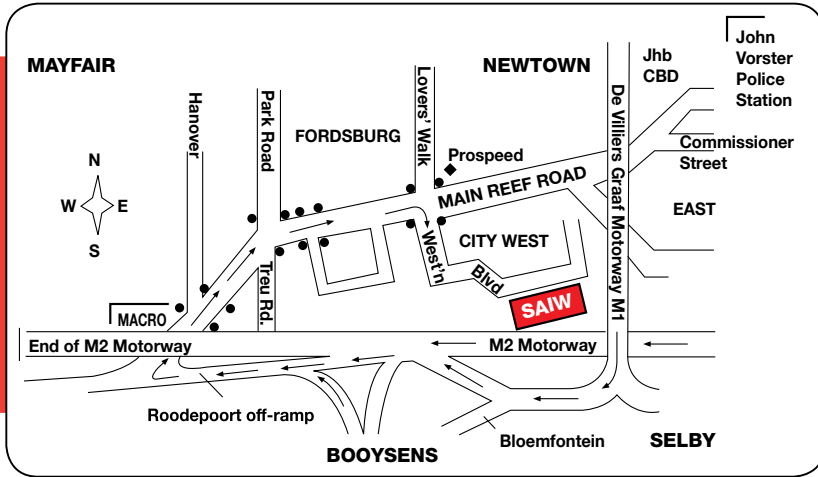 MAYFAIR
NEWTOWN
Jhb
CBD
John
Vorster
Police
Station
Hanover
Park Road
Lovers' Walk
De Villiers Graaf Motorway M1
FORDSBURG
Prospeed
Commissioner
Street
N
W
E
S
MAIN REEF ROAD
EAST
CITY WEST
West'n
Blvd
Treu Rd.
SAIW
MACRO
End of M2 Motorway
M2 Motorway
Roodepoort off-ramp
Bloemfontein
SELBY
BOOYSENS